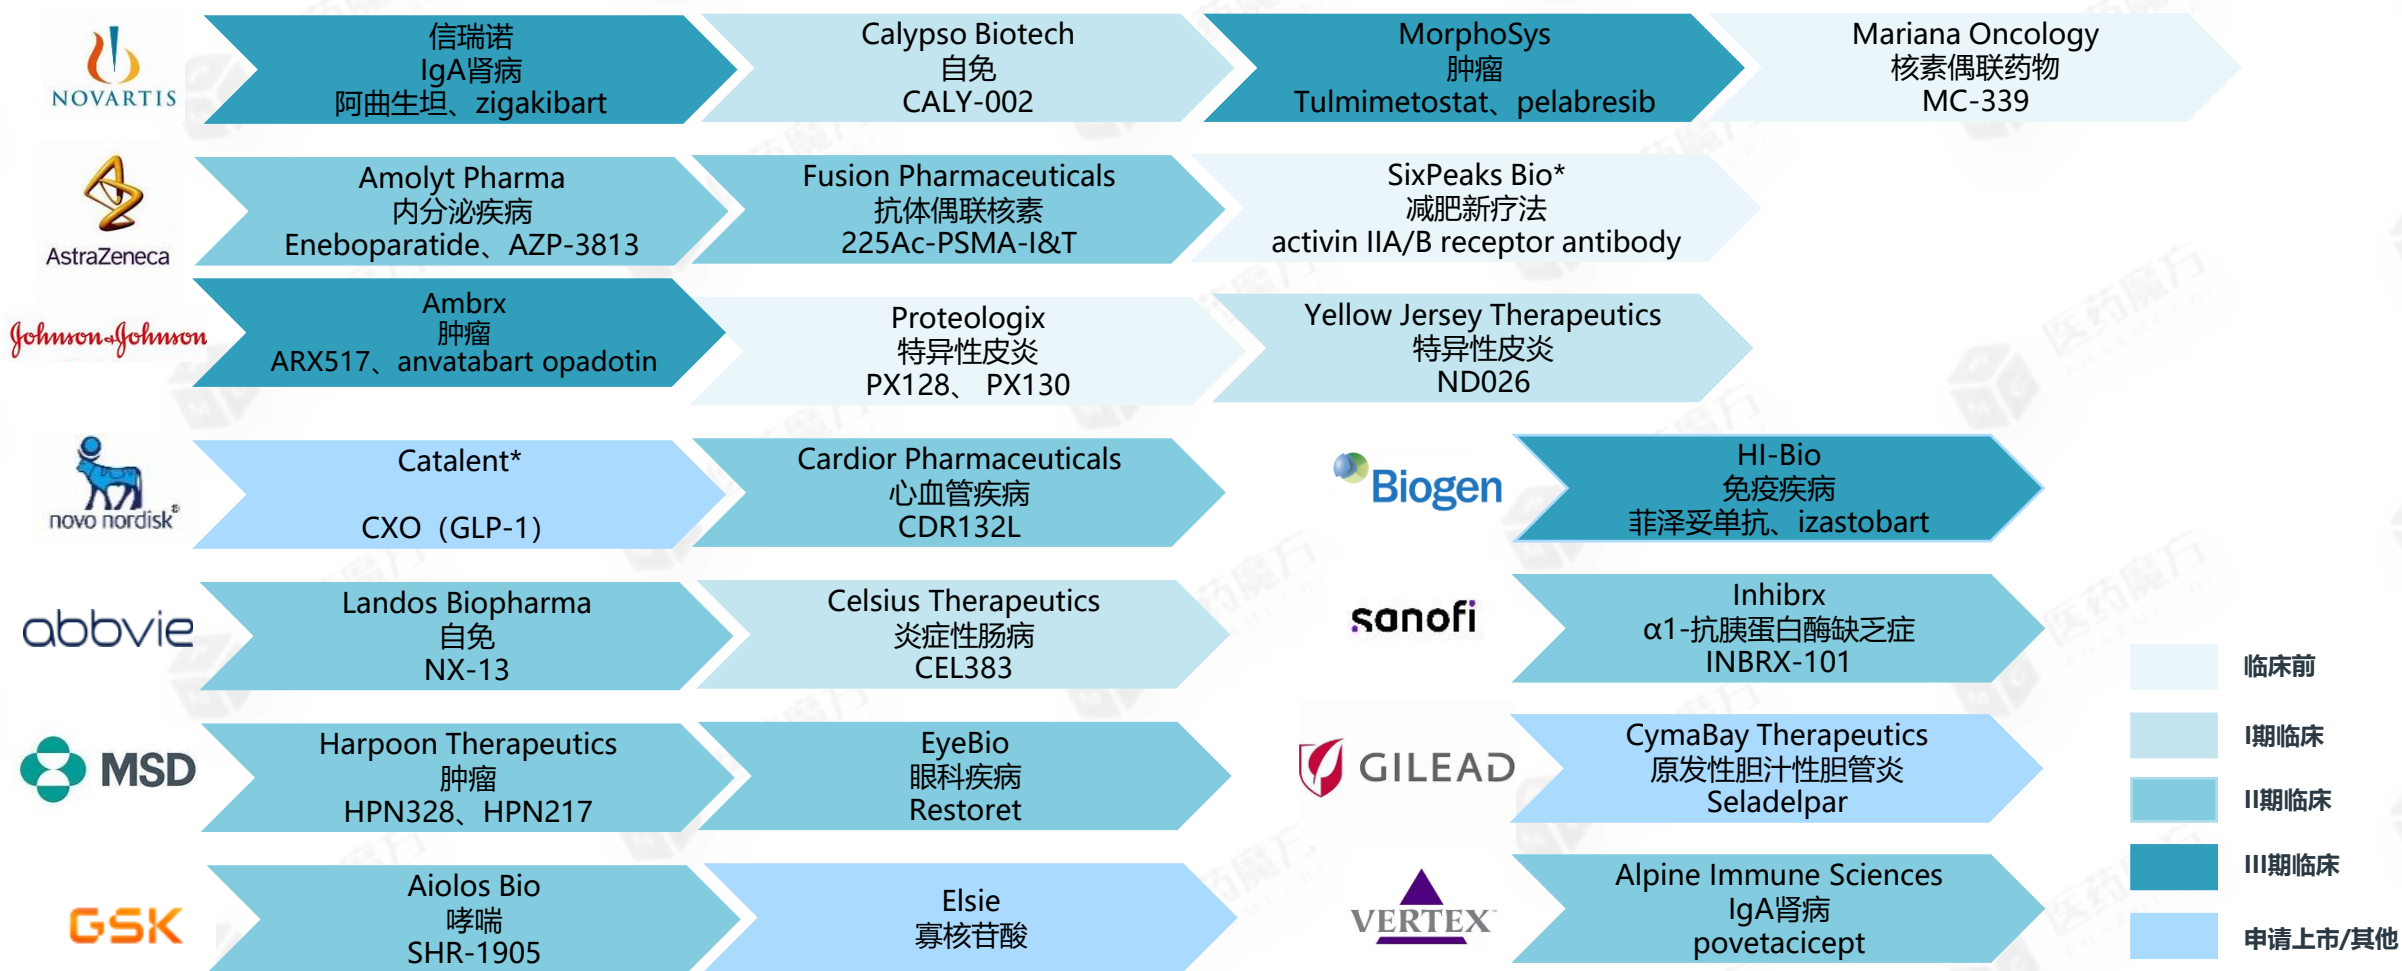 NOVARTIS
信瑞诺
IgA肾病
阿曲生坦、zigakibart
Calypso Biotech
自免
CALY-002
MorphoSys
肿瘤
Tulmimetostat、pelabresib
Mariana Oncology
核素偶联药物
MC-339
AstraZeneca
Amolyt Pharma
内分泌疾病
Eneboparatide、AZP-3813
Fusion Pharmaceuticals
抗体偶联核素
225Ac-PSMA-I&T
SixPeaks Bio*
减肥新疗法
activin IIA/B receptor antibody
Johnson&Johnson
Ambrx
肿瘤
ARX517、anvatabart opadotin
Proteologix
特异性皮炎
PX128、 PX130
Yellow Jersey Therapeutics
特异性皮炎
ND026
novo nordisk®
Catalent*
CXO（GLP-1）
Cardior Pharmaceuticals
心血管疾病
CDR132L
Biogen
HI-Bio
免疫疾病
菲泽妥单抗、izastobart
abbvie
Landos Biopharma
自免
NX-13
Celsius Therapeutics
炎症性肠病
CEL383
sanofi
Inhibrx
α1-抗胰蛋白酶缺乏症
INBRX-101
MSD
Harpoon Therapeutics
肿瘤
HPN328、HPN217
EyeBio
眼科疾病
Restoret
GILEAD
CymaBay Therapeutics
原发性胆汁性胆管炎
Seladelpar
GSK
Aiolos Bio
哮喘
SHR-1905
Elsie
寡核苷酸
VERTEX
Alpine Immune Sciences
IgA肾病
povetacicept
临床前
I期临床
II期临床
III期临床
申请上市/其他
医药魔方